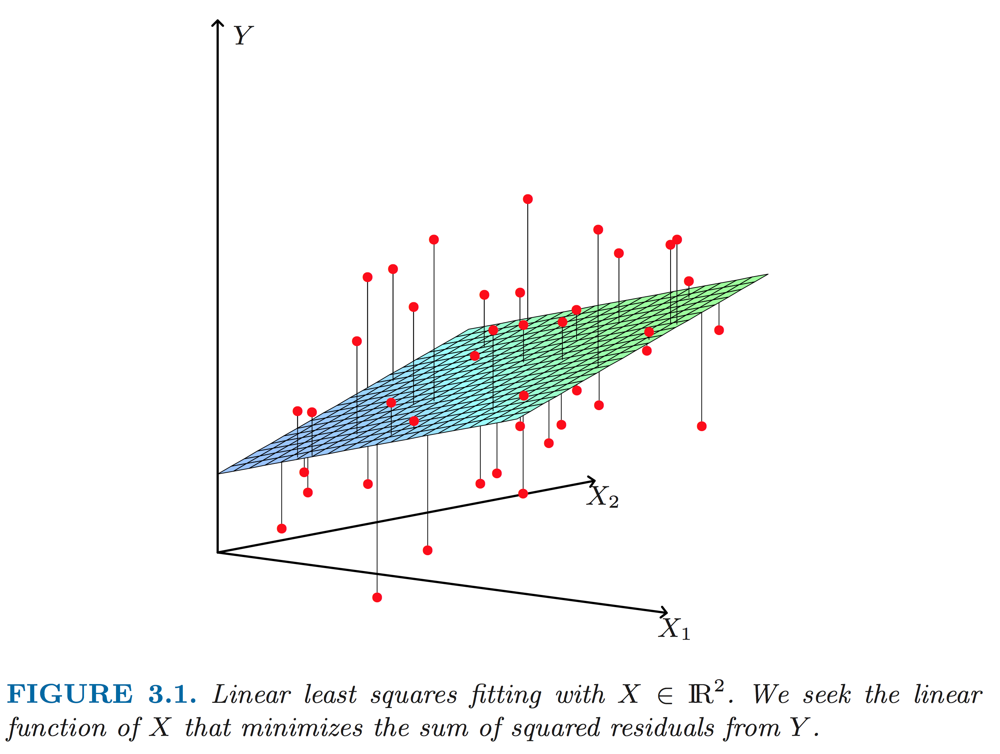 Y
X₂
X₁
FIGURE 3.1. Linear least squares fitting with X ∈ ℝ². We seek the linear
function of X that minimizes the sum of squared residuals from Y.